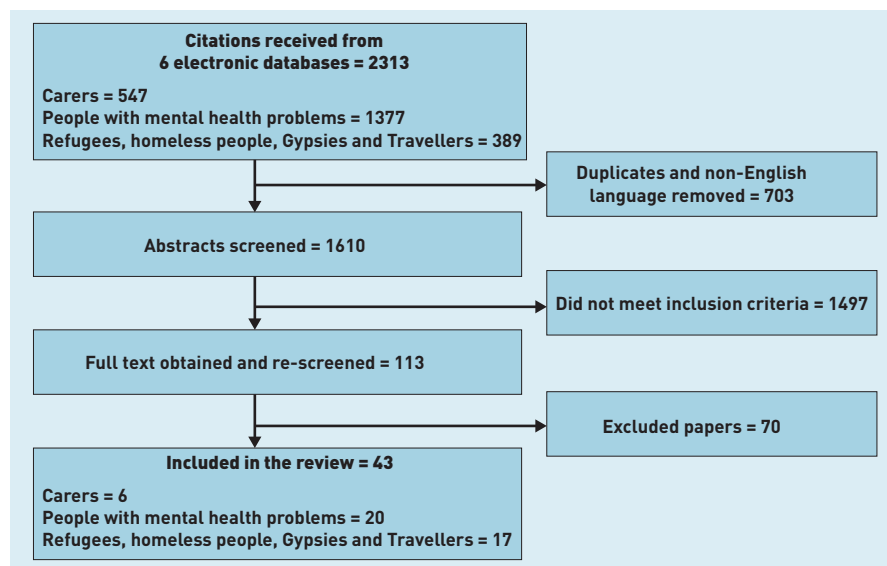 Citations received from
6 electronic databases = 2313
Carers = 547
People with mental health problems = 1377
Refugees, homeless people, Gypsies and Travellers = 389
Duplicates and non-English
language removed = 703
Abstracts screened = 1610
Did not meet inclusion criteria = 1497
Full text obtained and re-screened = 113
Excluded papers = 70
Included in the review = 43
Carers = 6
People with mental health problems = 20
Refugees, homeless people, Gypsies and Travellers = 17